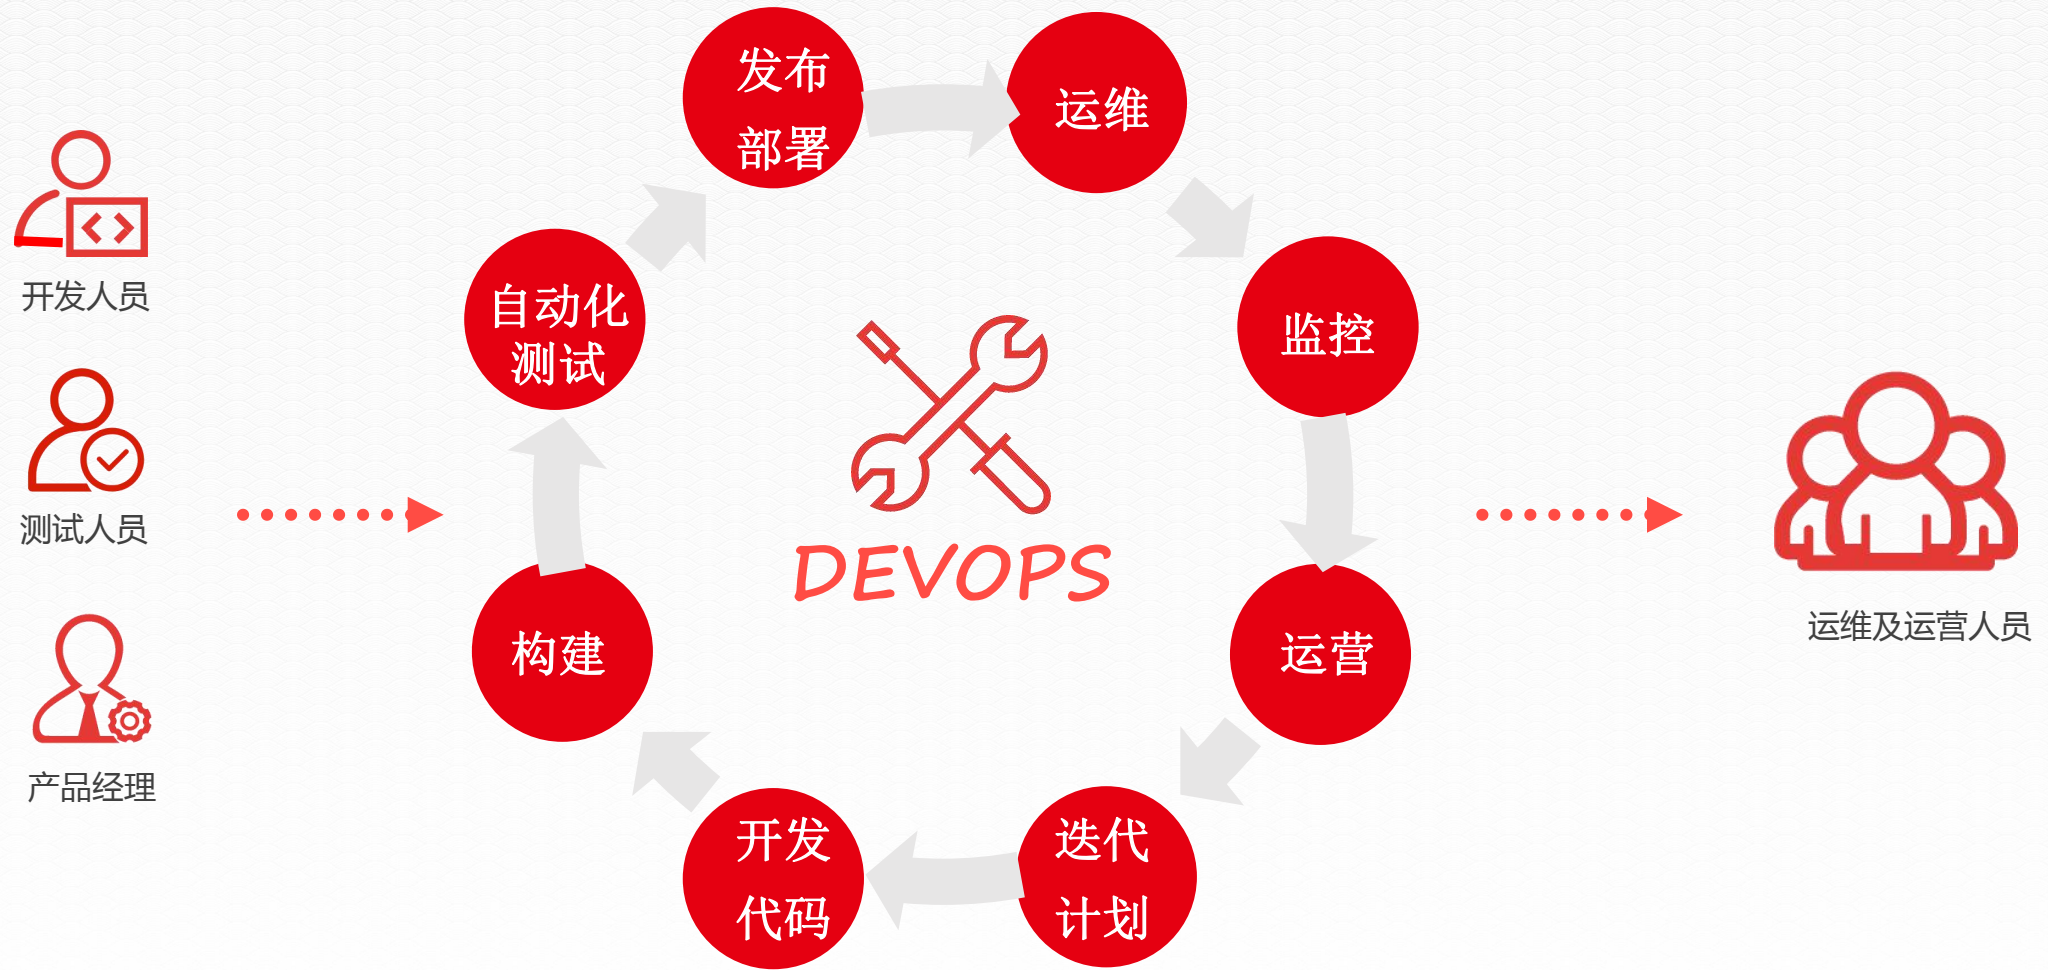 开发人员
测试人员
产品经理
发布
部署
运维
监控
运营
迭代
计划
开发
代码
构建
自动化
测试
DEVOPS
运维及运营人员